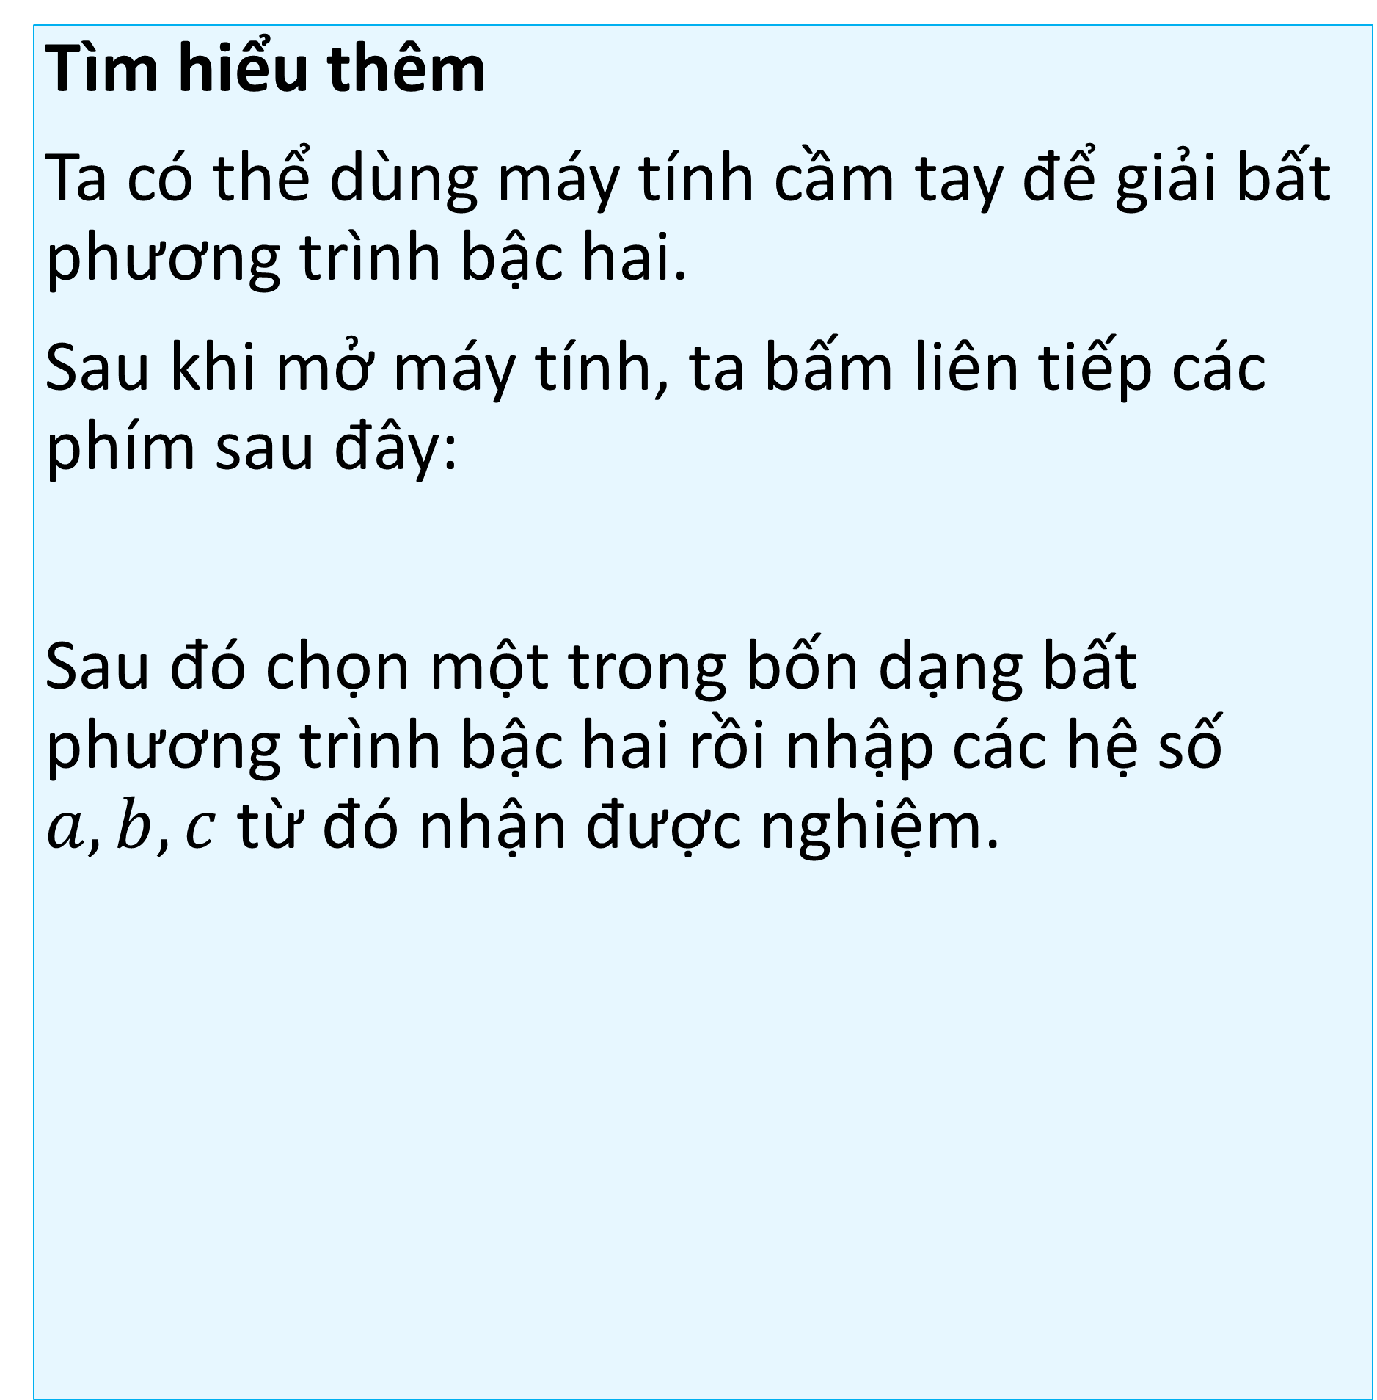 Tìm hiểu thêm
Ta có thể dùng máy tính cầm tay để giải bất
phương trình bậc hai.
Sau khi mở máy tính, ta bấm liên tiếp các
phím sau đây:
Sau đó chọn một trong bốn dạng bất
phương trình bậc hai rồi nhập các hệ số
a, b, c từ đó nhận được nghiệm.